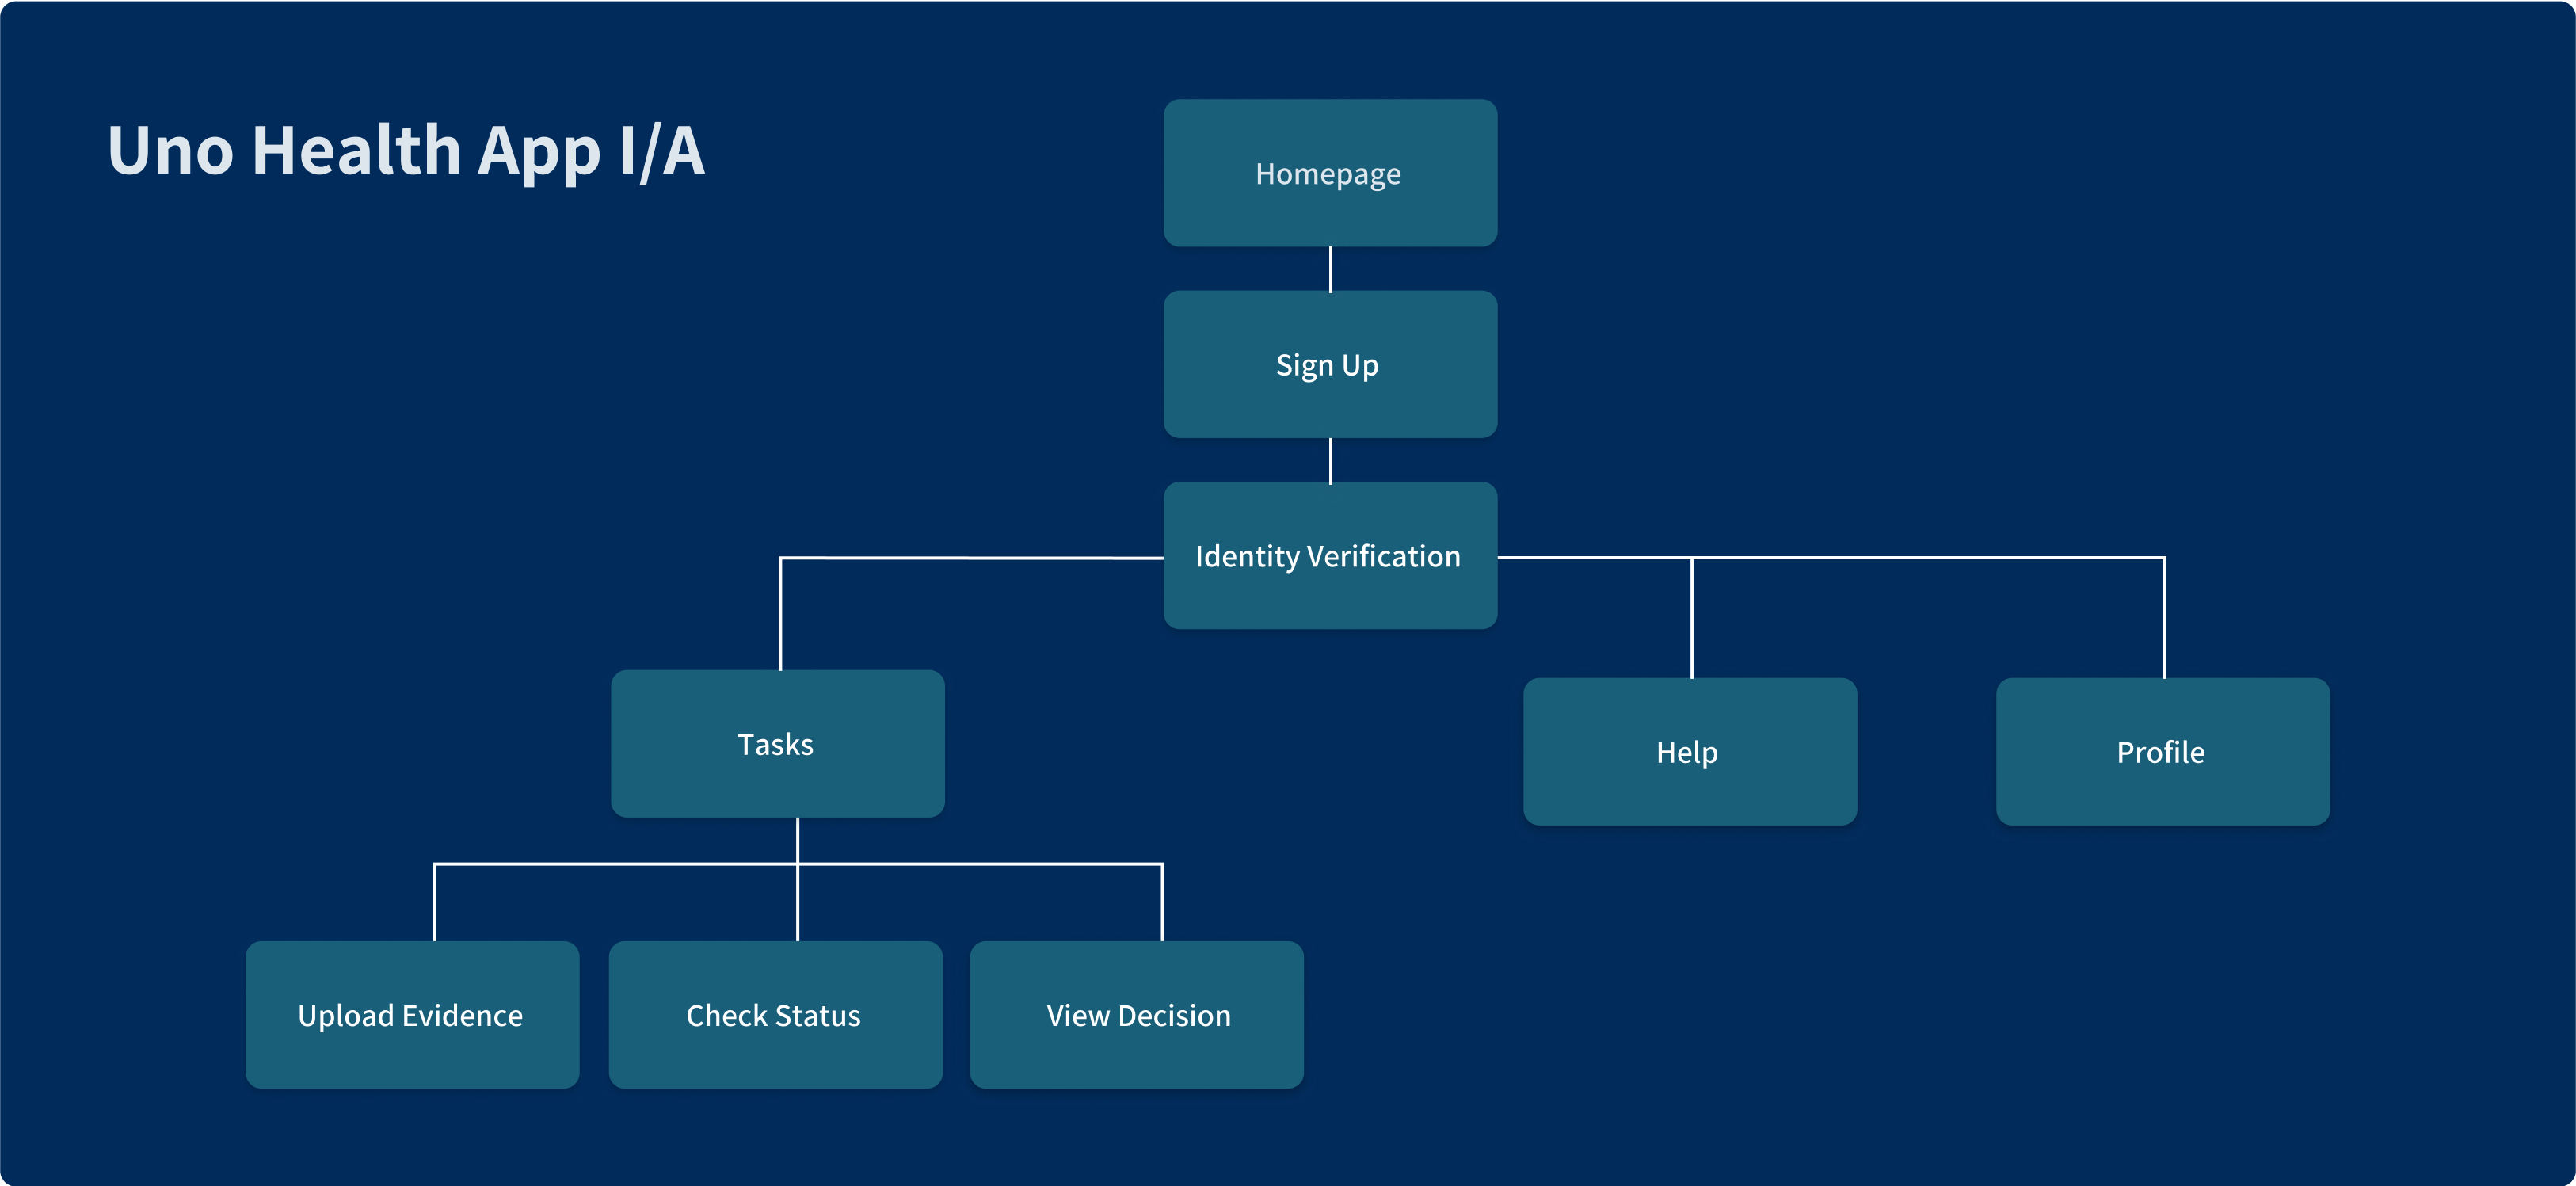 Uno Health App I/A
Homepage
Sign Up
Identity Verification
Tasks
Help
Profile
Upload Evidence
Check Status
View Decision